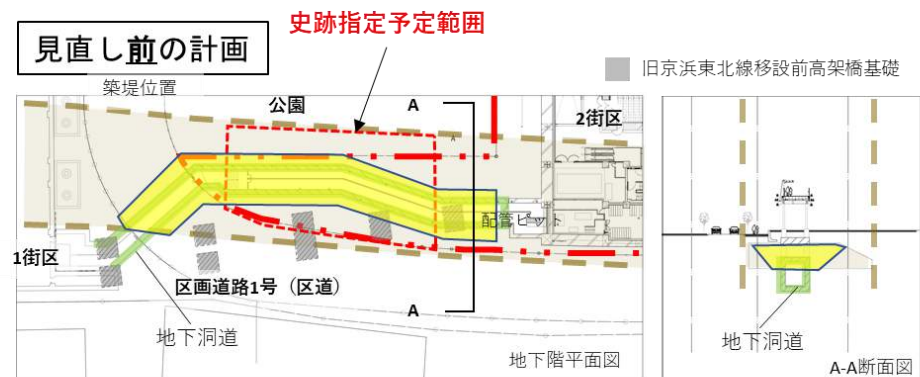 史跡指定予定範囲
見直し前の計画
旧京浜東北線移設前高架橋基礎
築堤位置
公園
A
2街区
配管ピット
1街区
区画道路1号（区道）
A
地下洞道
地下洞道
地下階平面図
A-A断面図